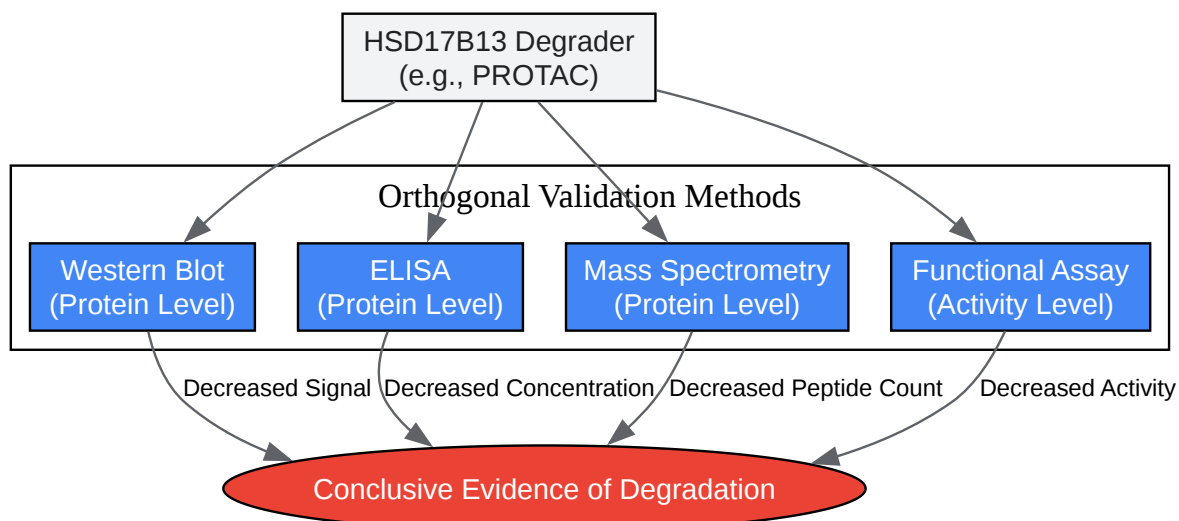 HSD17B13 Degrader
(e.g., PROTAC)
Orthogonal Validation Methods
Western Blot
(Protein Level)
ELISA
(Protein Level)
Mass Spectrometry
(Protein Level)
Functional Assay
(Activity Level)
Decreased Signal
Decreased Concentration
Decreased Peptide Count
Decreased Activity
Conclusive Evidence of Degradation